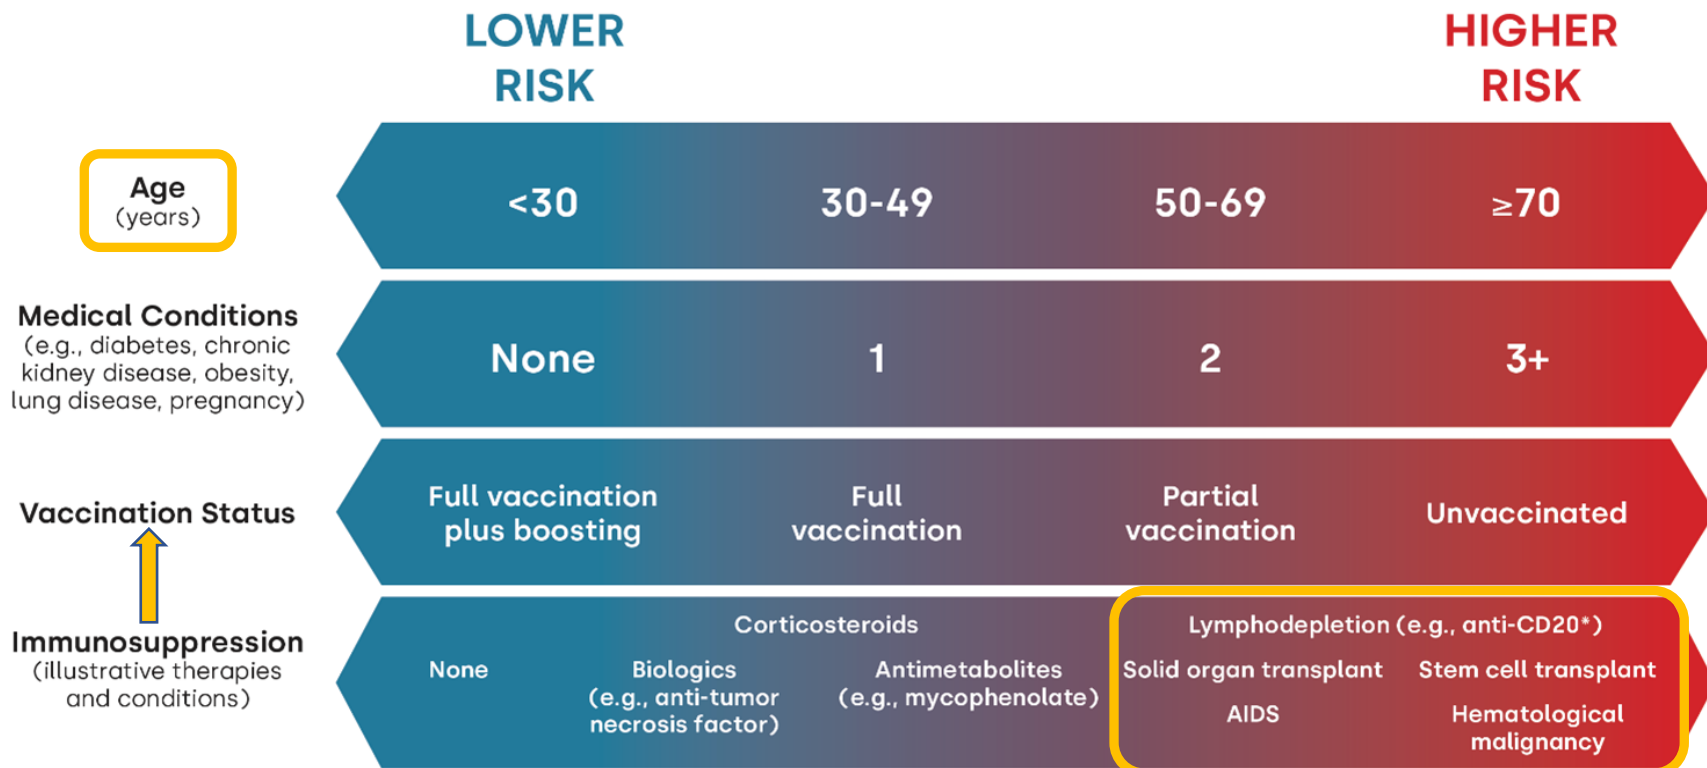 LOWER
RISK
HIGHER
RISK
Age
(years)
<30
30-49
50-69
≥70
Medical Conditions
(e.g., diabetes, chronic
kidney disease, obesity,
lung disease, pregnancy)
None
1
2
3+
Vaccination Status
Full vaccination
plus boosting
Full
vaccination
Partial
vaccination
Unvaccinated
Immunosuppression
(illustrative therapies
and conditions)
None
Corticosteroids
Biologics
(e.g., anti-tumor
necrosis factor)
Antimetabolites
(e.g., mycophenolate)
Lymphodepletion (e.g., anti-CD20*)
Solid organ transplant
Stem cell transplant
AIDS
Hematological
malignancy